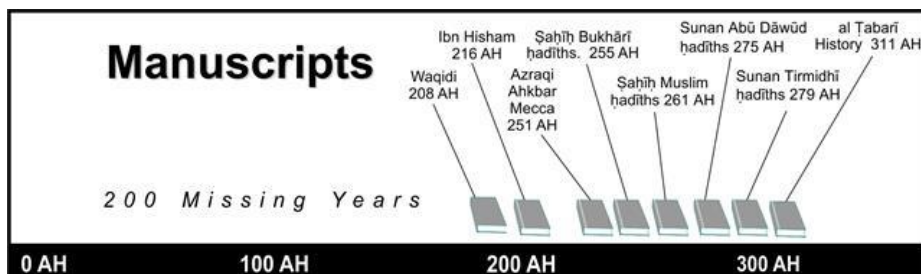 Manuscripts
Waqidi
208 AH
Ibn Hisham
216 AH
Azraqi
Ahkbar
Mecca
251 AH
Ṣaḥīḥ Bukhārī
ḥadīths. 255 AH
Ṣaḥīḥ Muslim
ḥadīths 261 AH
Sunan Abū Dāwūd
ḥadīths 275 AH
Sunan Tirmidhī
ḥadīths 279 AH
al Ṭabarī
History 311 AH
200 Missing Years
0 AH 100 AH 200 AH 300 AH